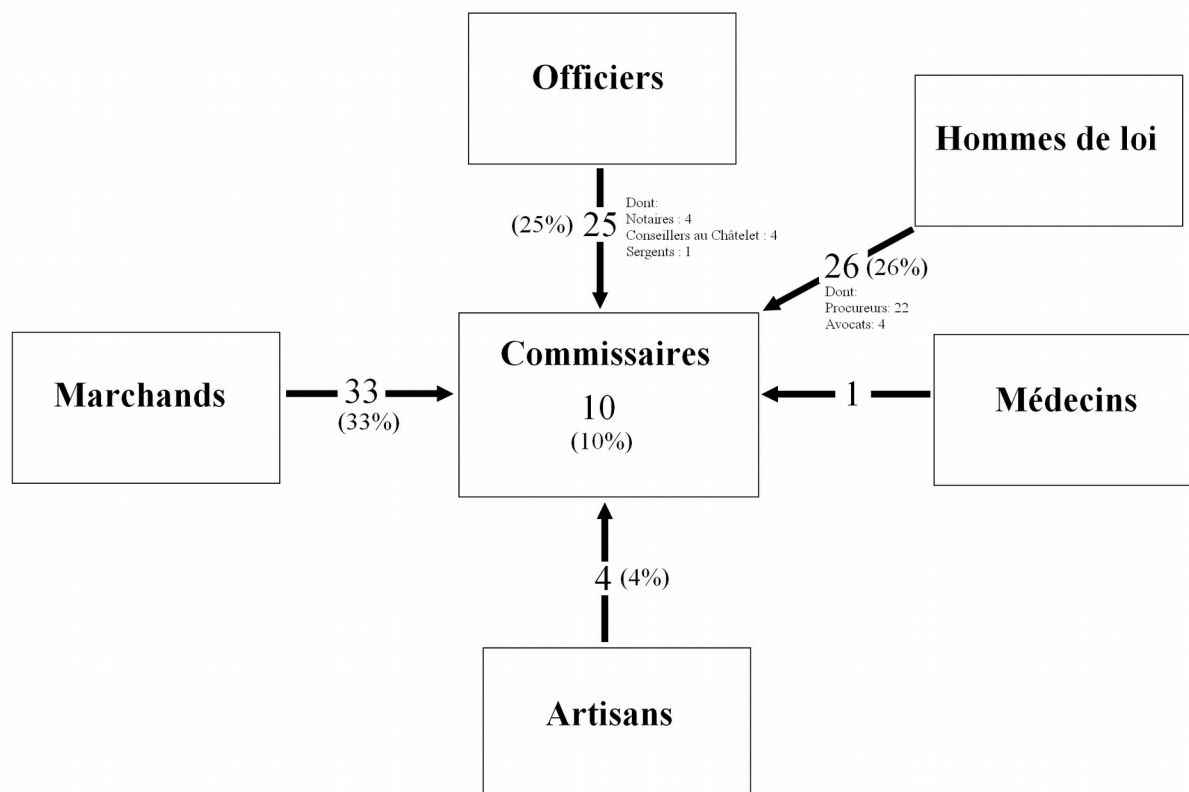 Officiers
Hommes de loi
(25%) 25
Dont:
Notaires : 4
Conseillers au Châtelet : 4
Sergents : 1
26 (26%)
Dont:
Procureurs: 22
Avocats: 4
Marchands
33
(33%)
Commissaires
10
(10%)
1
Médecins
4 (4%)
Artisans